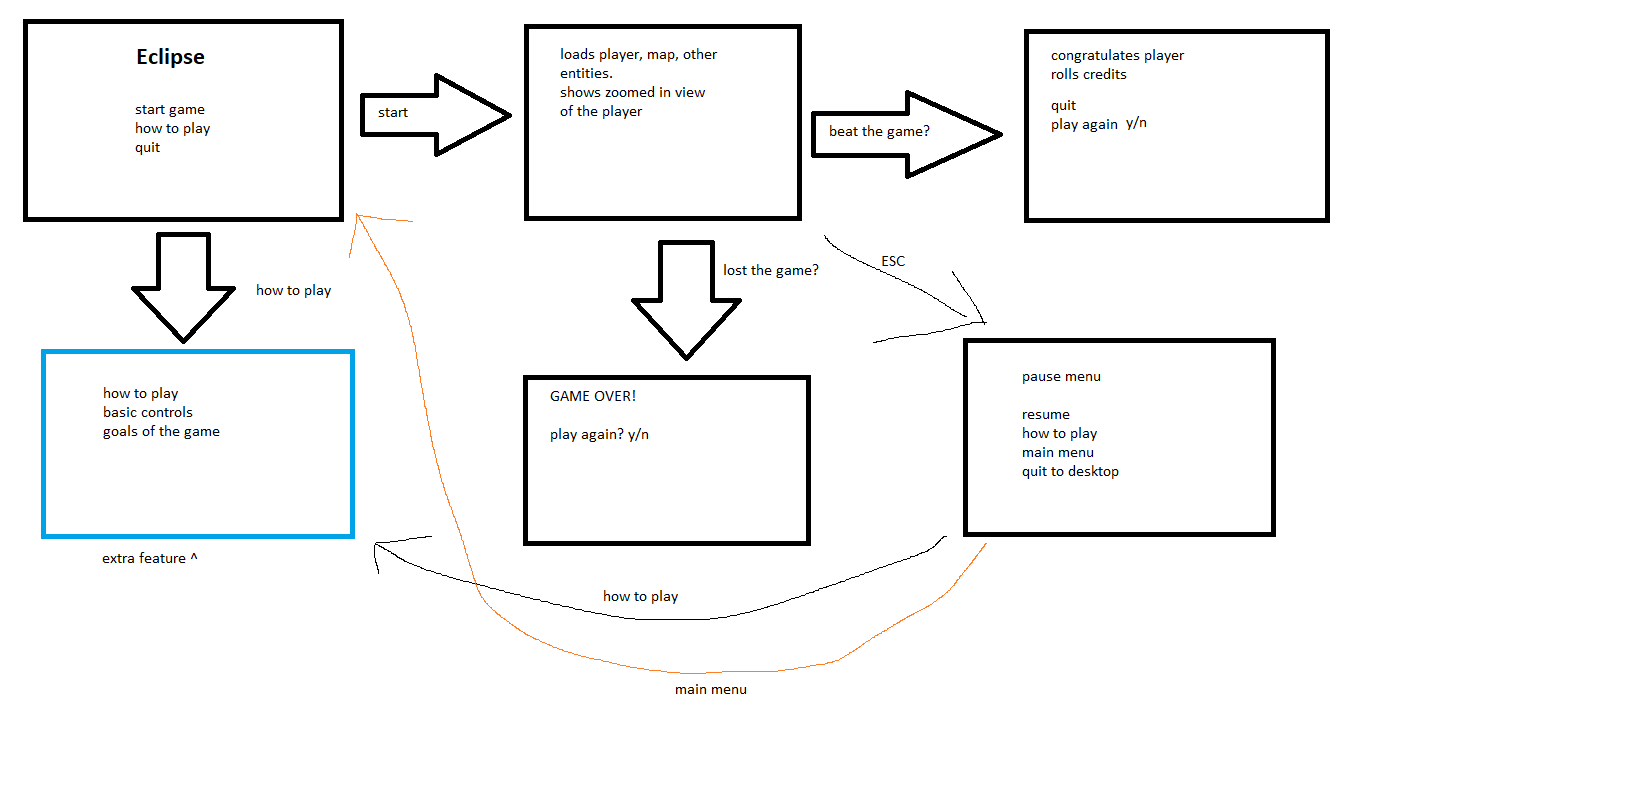 Eclipse
start game
how to play
quit
start
loads player, map, other
entities.
shows zoomed in view
of the player
beat the game?
congratulates player
rolls credits
quit
play again y/n
how to play
lost the game?
ESC
how to play
basic controls
goals of the game
extra feature ^
GAME OVER!
play again? y/n
pause menu
resume
how to play
main menu
quit to desktop
how to play
main menu